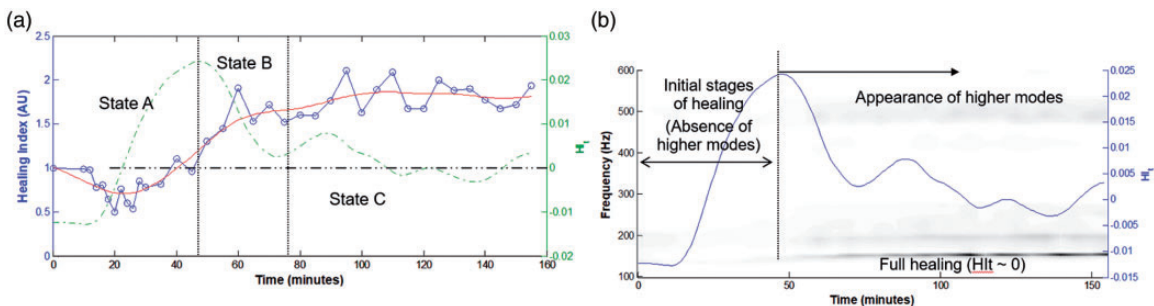 (a)
2.5
2
1.5
1
0.5
0
Healing Index (AU)
State A
State B
State C
0.03
0.02
0.01
0
-0.01
0.02
HIt
0 20 40 60 80 100 120 140 160
Time (minutes)
(b)
600
500
400
300
200
100
Frequency (Hz)
Initial stages
of healing
(Absence of
higher modes)
Appearance of higher modes
Full healing (HIt ~ 0)
0.025
0.02
0.015
0.01
0.005
0
-0.005
-0.01
HIt
0 50 100 150
Time (minutes)